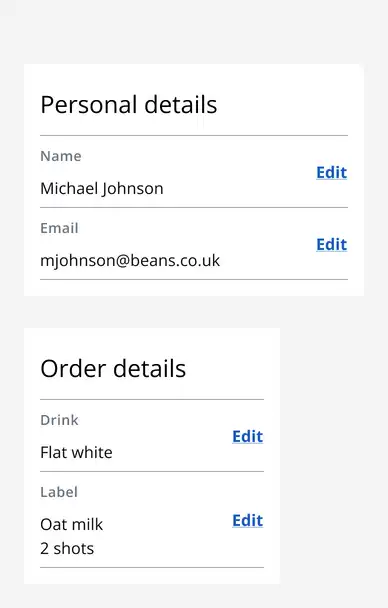 Personal details
Name
Edit
Michael Johnson
Email
Edit
mjohnson@beans.co.uk
Order details
Drink
Edit
Flat white
Label
Edit
Oat milk
2 shots